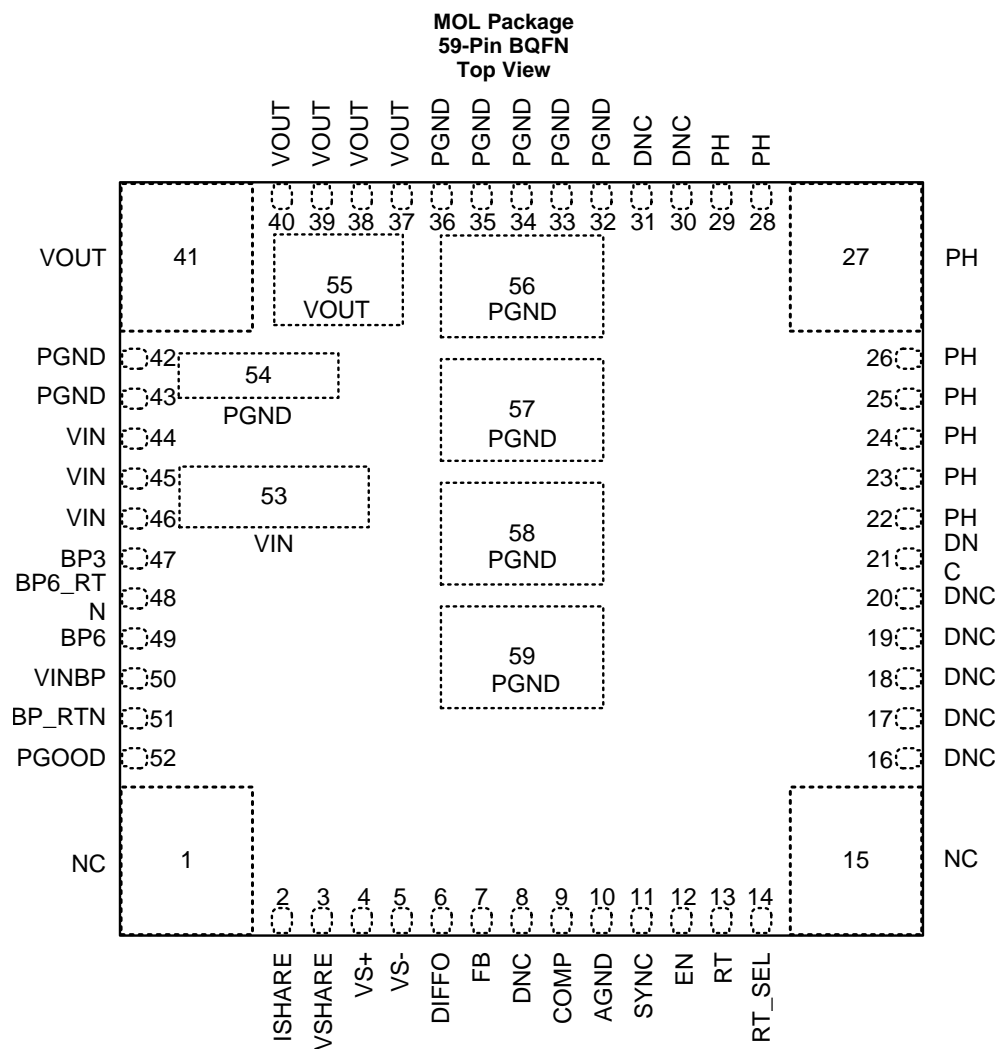 MOL Package
59-Pin BQFN
Top View
VOUT
VOUT
VOUT
VOUT
PGND
PGND
PGND
PGND
PGND
DNC
DNC
PH
PH
40
39
38
37
36
35
34
33
32
31
30
29
28
VOUT
41
55
VOUT
56
PGND
27
PH
PGND
42
54
PGND
26
PH
PGND
43
57
PGND
25
PH
VIN
44
24
PH
VIN
45
53
VIN
23
PH
VIN
46
58
PGND
22
PH
BP3
47
21
DN
C
BP6_RT
N
48
20
DNC
BP6
49
59
PGND
19
DNC
VINBP
50
18
DNC
BP_RTN
51
17
DNC
PGOOD
52
16
DNC
NC
1
15
NC
2
3
4
5
6
7
8
9
10
11
12
13
14
ISHARE
VSHARE
VS+
VS-
DIFFO
FB
DNC
COMP
AGND
SYNC
EN
RT
RT_SEL